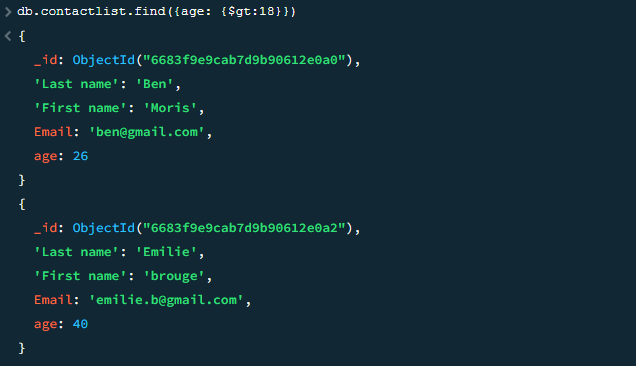 db.contactlist.find({age: {$gt:18}})
{
_id: ObjectId("6683f9e9cab7d9b90612e0a0"),
'Last name': 'Ben',
'First name': 'Moris',
Email: 'ben@gmail.com',
age: 26
}
{
_id: ObjectId("6683f9e9cab7d9b90612e0a2"),
'Last name': 'Emilie',
'First name': 'brouge',
Email: 'emilie.b@gmail.com',
age: 40
}